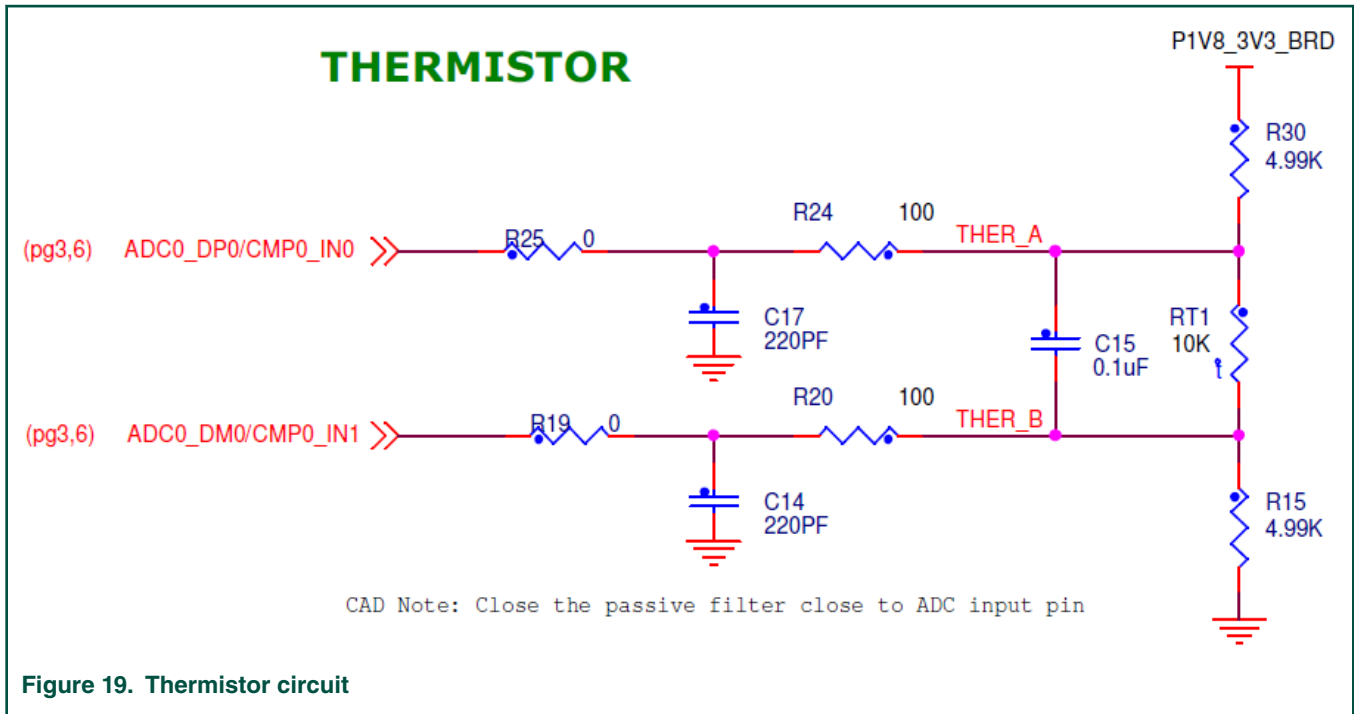 THERMISTOR
P1V8_3V3_BRD
R30
4.99K
(pg3,6) ADC0_DP0/CMP0_IN0
R25 0
R24 100
THER_A
C17
220PF
C15
0.1uF
RT1
10K
t
(pg3,6) ADC0_DM0/CMP0_IN1
R19 0
R20 100
THER_B
C14
220PF
R15
4.99K
CAD Note: Close the passive filter close to ADC input pin
Figure 19. Thermistor circuit